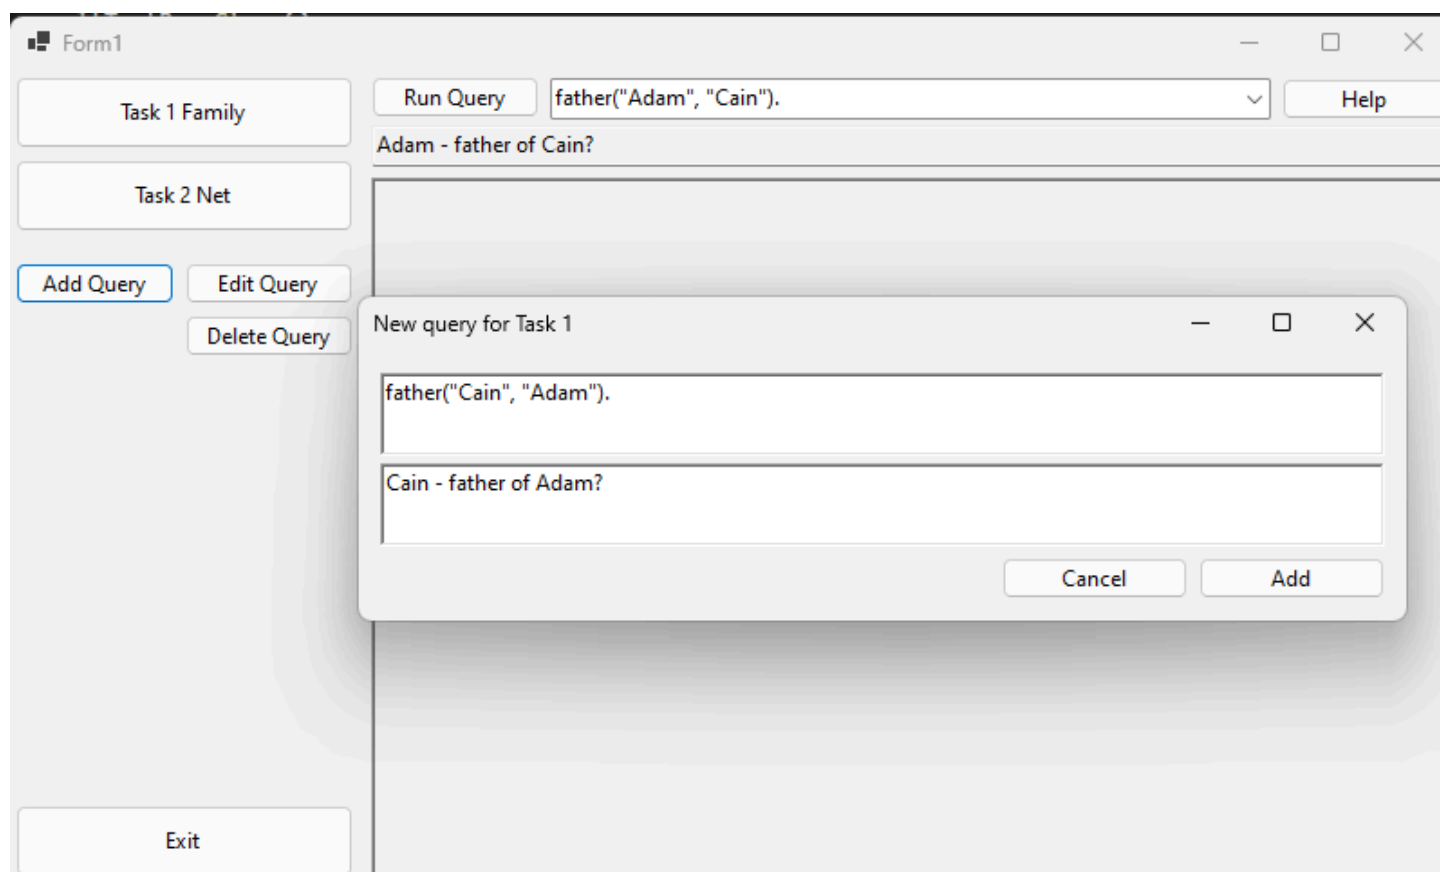 Form1
Task 1 Family
Run Query
father("Adam", "Cain").
Help
Adam - father of Cain?
Task 2 Net
Add Query
Edit Query
Delete Query
New query for Task 1
father("Cain", "Adam").
Cain - father of Adam?
Cancel
Add
Exit